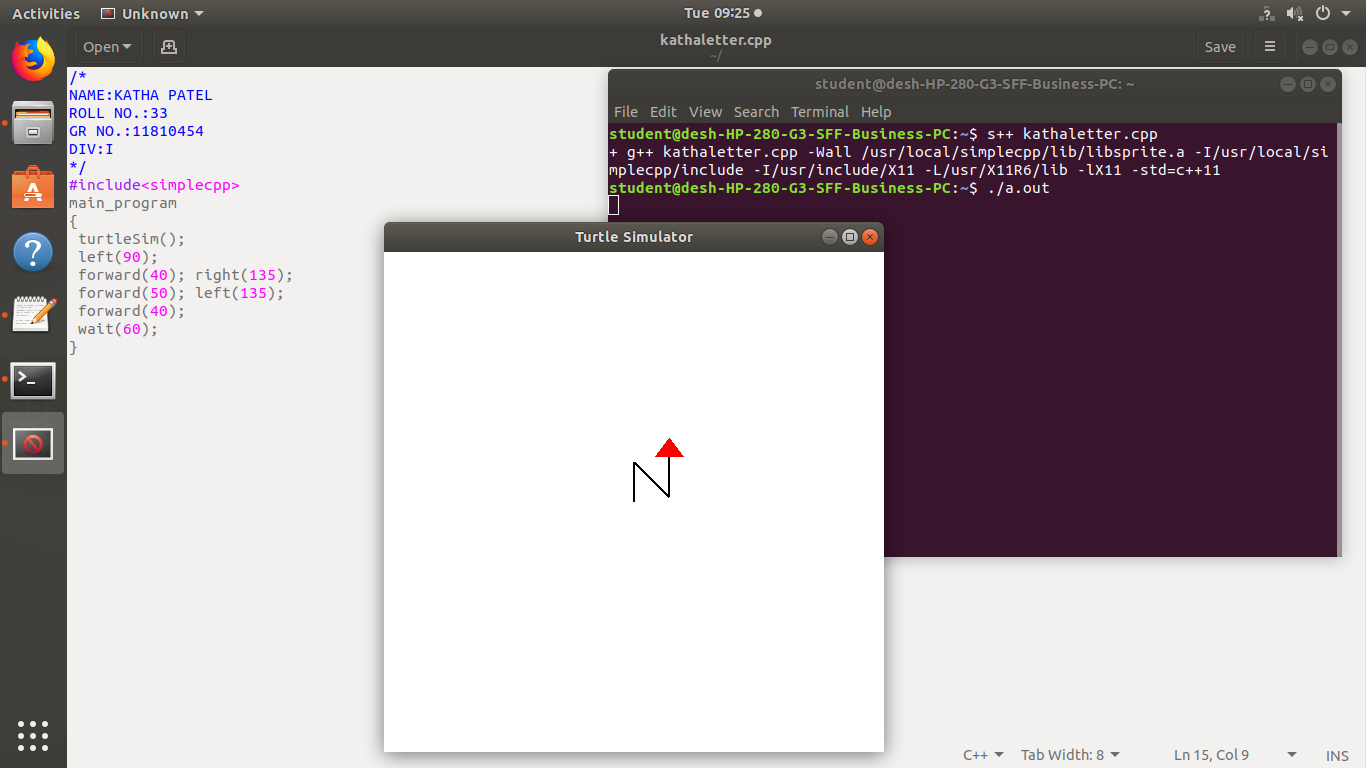 Activities
Unknown
Tue 09:25
Open
kathaletter.cpp
~/
Save
/*
NAME:KATHA PATEL
ROLL NO.:33
GR NO.:11810454
DIV:I
*/
#include<simplecpp>
main_program
{
turtleSim();
left(90);
forward(40); right(135);
forward(50); left(135);
forward(40);
wait(60);
}
student@desh-HP-280-G3-SFF-Business-PC: ~
File Edit View Search Terminal Help
student@desh-HP-280-G3-SFF-Business-PC:~$ s++ kathaletter.cpp
+ g++ kathaletter.cpp -Wall /usr/local/simplecpp/lib/libsprite.a -I/usr/local/si
mplecpp/include -I/usr/include/X11 -L/usr/X11R6/lib -lX11 -std=c++11
student@desh-HP-280-G3-SFF-Business-PC:~$ ./a.out
Turtle Simulator
C++ Tab Width: 8 Ln 15, Col 9 INS